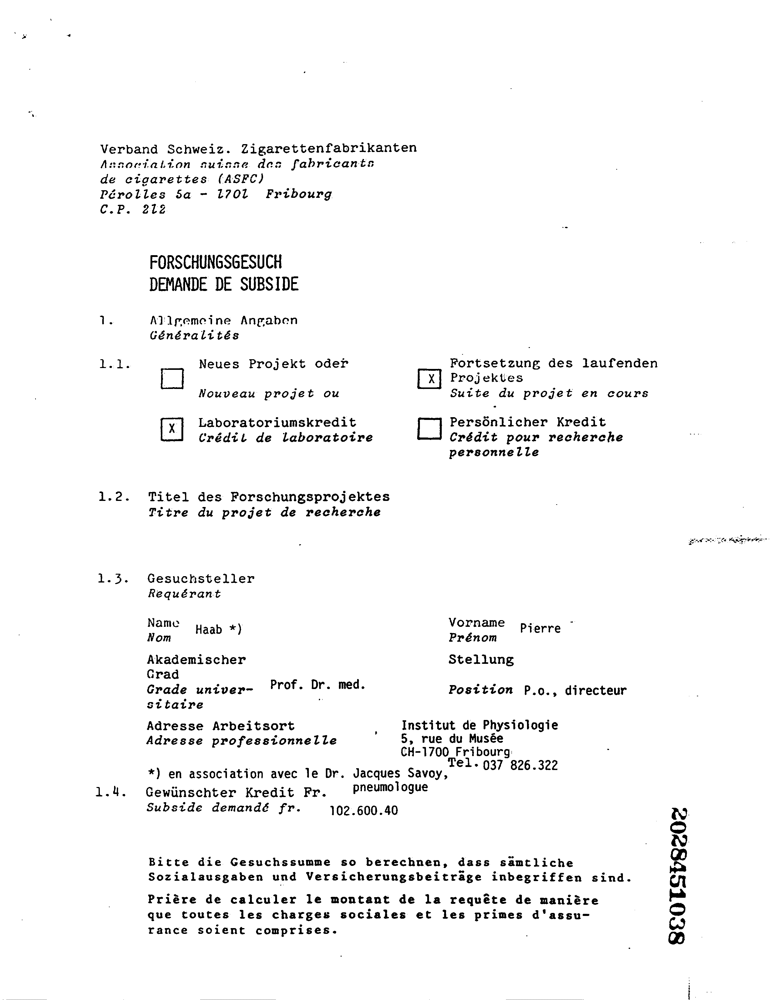 Verband Schweiz. Zigarettenfabrikanten
Association suisse des fabricants
de cigarettes (ASFC)
Pérolles 5a - 1701 Fribourg
C.P. 212
FORSCHUNGSGESUCH
DEMANDE DE SUBSIDE
1. Allgemeine Angaben
Généralités
1.1. Neues Projekt oder
Nouveau projet ou
X Fortsetzung des laufenden
Projektes
Suite du projet en cours
X Laboratoriumskredit
Crédit de laboratoire
Persönlicher Kredit
Crédit pour recherche
personnelle
1.2. Titel des Forschungsprojektes
Titre du projet de recherche
1.3. Gesuchsteller
Requérant
Name Haab *) Vorname Pierre
Nom Prénom
Akademischer Stellung
Grad
Grade univer- Prof. Dr. med. Position P.o., directeur
sitaire
Adresse Arbeitsort Institut de Physiologie
Adresse professionnelle 5, rue du Musée
CH-1700 Fribourg
Tel. 037 826.322
*) en association avec le Dr. Jacques Savoy,
pneumologue
1.4. Gewünschter Kredit Fr.
Subside demandé fr. 102.600.40
Bitte die Gesuchssumme so berechnen, dass sämtliche
Sozialausgaben und Versicherungsbeiträge inbegriffen sind.
Prière de calculer le montant de la requête de manière
que toutes les charges sociales et les primes d'assu-
rance soient comprises.
2028451038